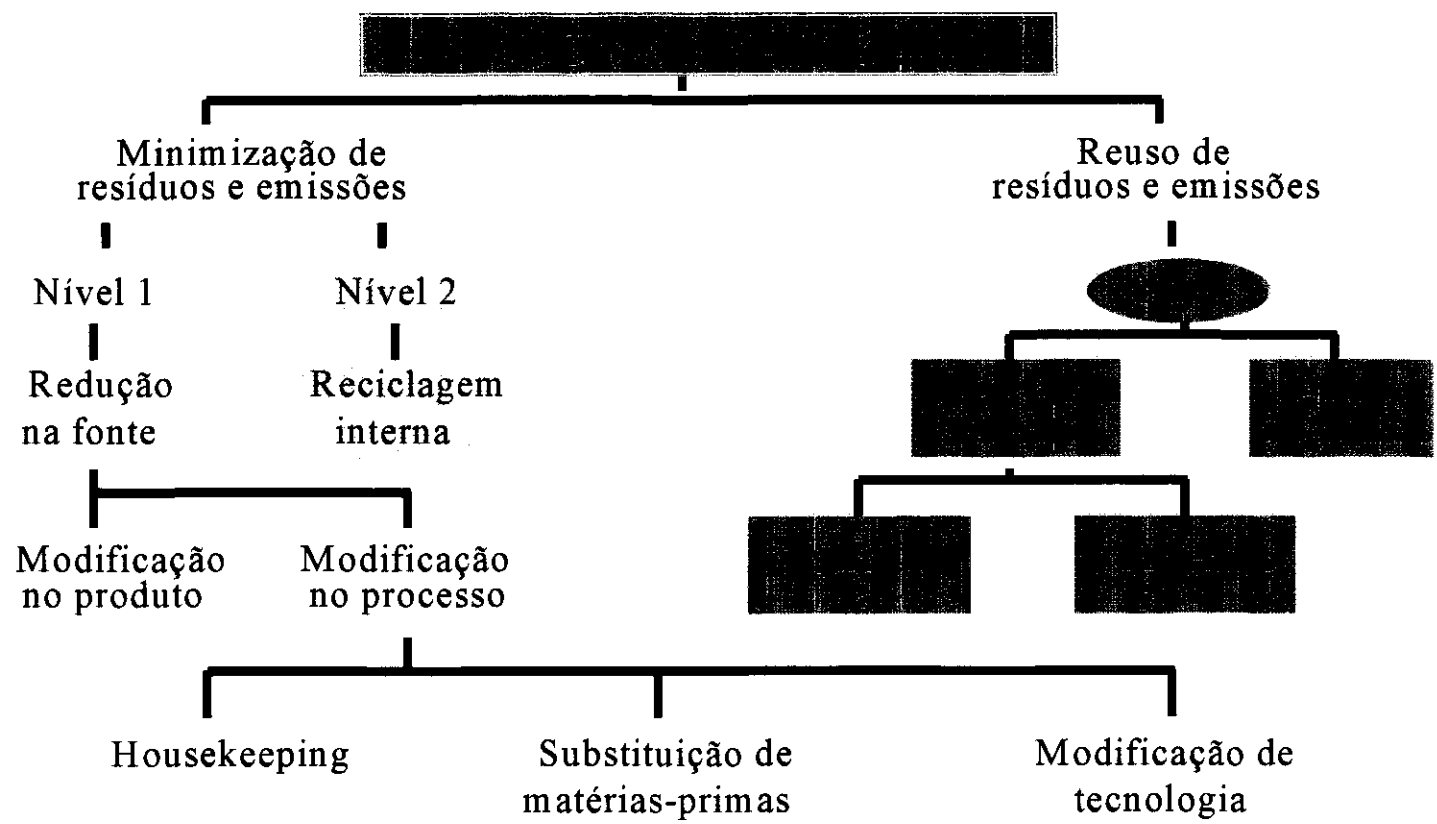 Minimização de
resíduos e emissões
Reuso de
resíduos e emissões
Nível 1
Nível 2
Redução
na fonte
Reciclagem
interna
Modificação
no produto
Modificação
no processo
Housekeeping
Substituição de
matérias-primas
Modificação de
tecnologia